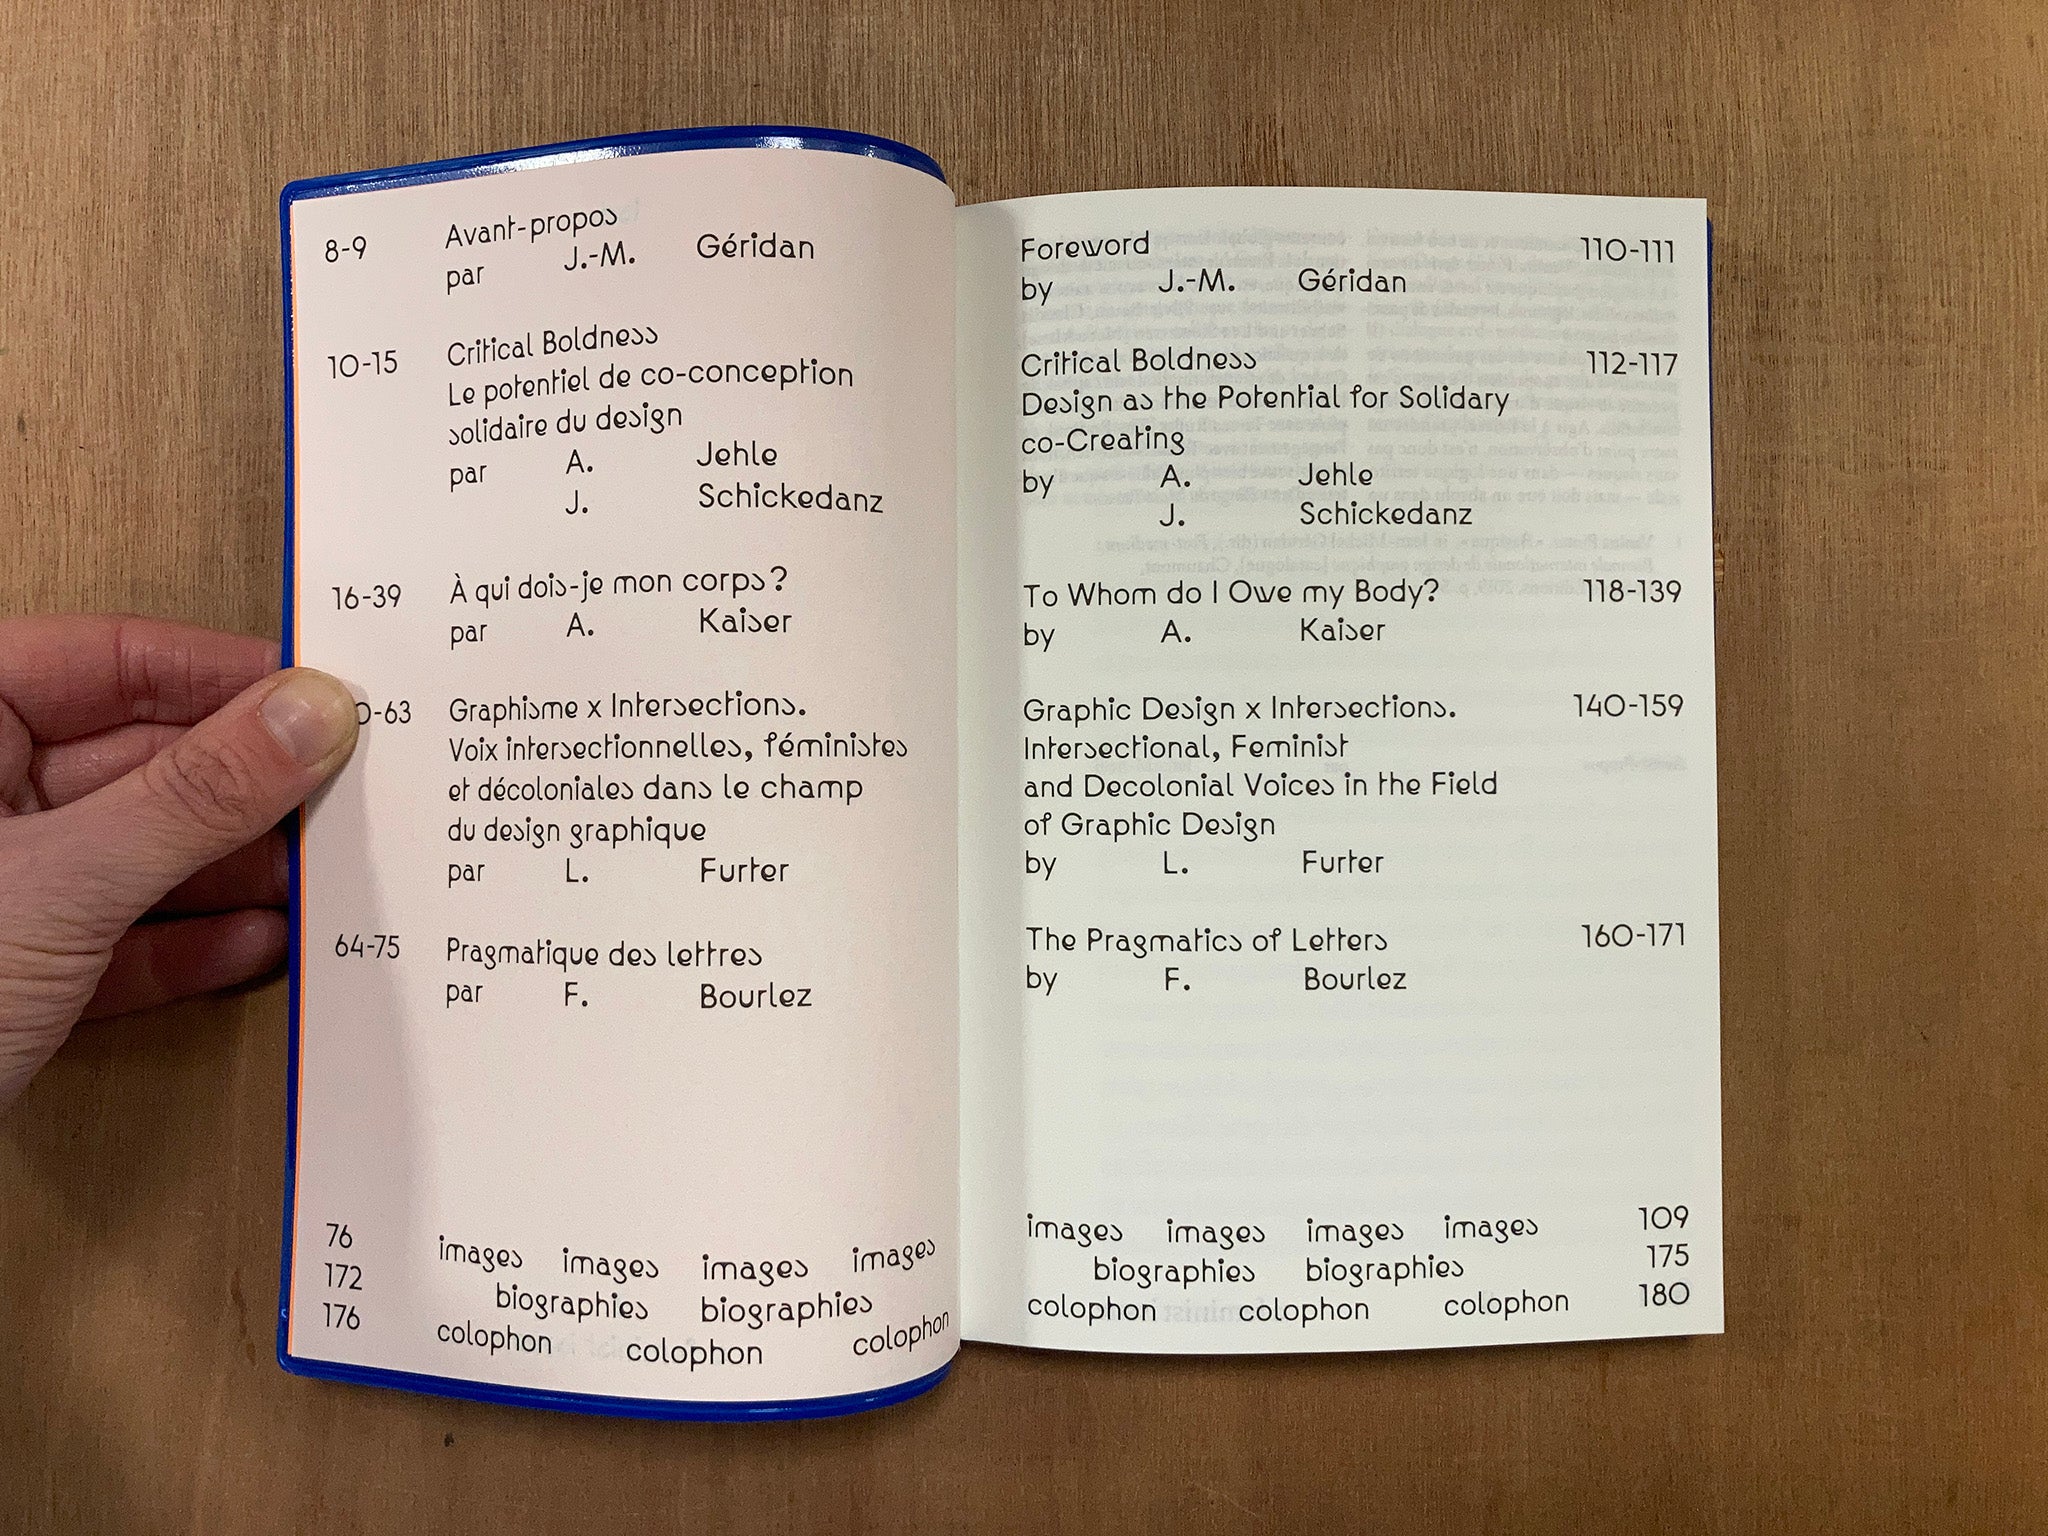 8-9 Avant-propos
par J.-M. Géridan
10-15 Critical Boldness
Le potentiel de co-conception
solidaire du design
par A. Jehle
J. Schickedanz
16-39 À qui dois-je mon corps?
par A. Kaiser
0-63 Graphisme x Intersections.
Voix intersectionnelles, féministes
et décoloniales dans le champ
du design graphique
par L. Furter
64-75 Pragmatique des lettres
par F. Bourlez
76 images images images images
172 biographies biographies
176 colophon colophon colophon
Foreword 110-111
by J.-M. Géridan
Critical Boldness 112-117
Design as the Potential for Solidary
co-Creating
by A. Jehle
J. Schickedanz
To Whom do I Owe my Body? 118-139
by A. Kaiser
Graphic Design x Intersections. 140-159
Intersectional, Feminist
and Decolonial Voices in the Field
of Graphic Design
by L. Furter
The Pragmatics of Letters 160-171
by F. Bourlez
images images images images 109
biographies biographies 175
colophon colophon colophon 180